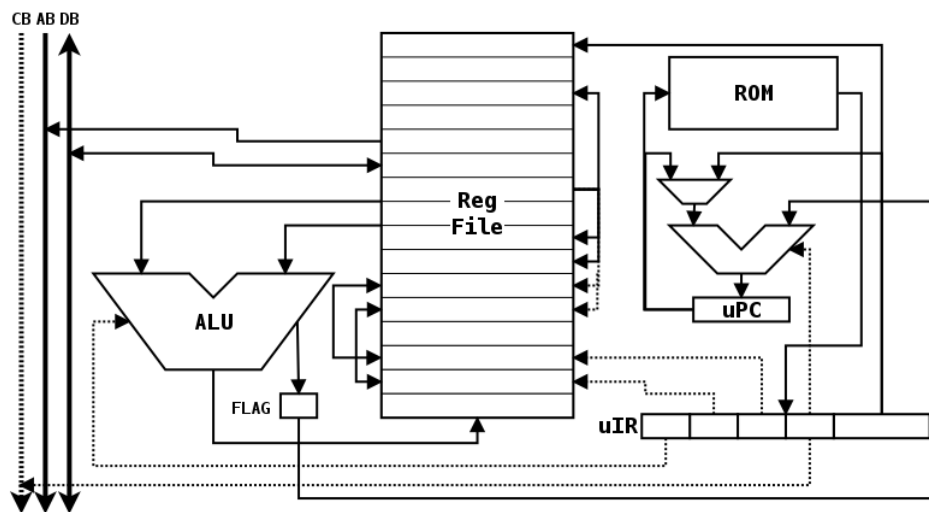 CB AB DB
ROM
Reg
File
ALU
uPC
FLAG
uIR